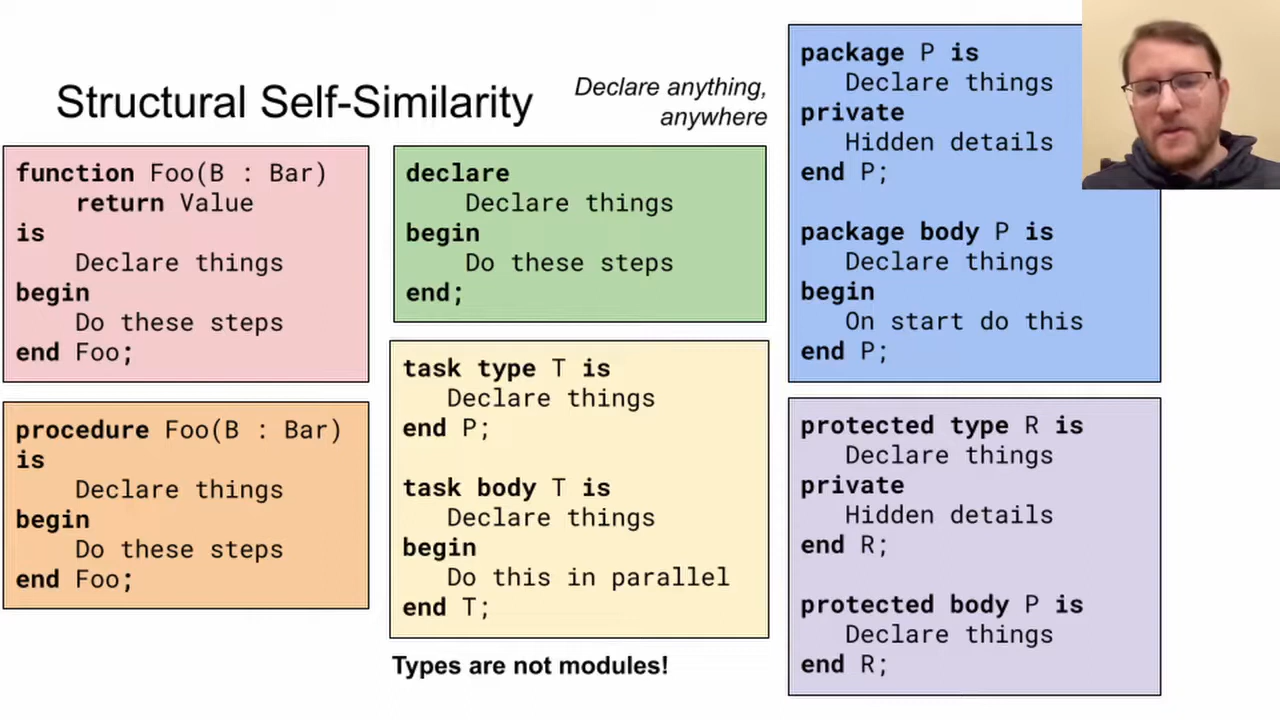 Structural Self-Similarity
Declare anything,
anywhere
function Foo(B : Bar)
return Value
is
Declare things
begin
Do these steps
end Foo;
procedure Foo(B : Bar)
is
Declare things
begin
Do these steps
end Foo;
declare
Declare things
begin
Do these steps
end;
task type T is
Declare things
end P;
task body T is
Declare things
begin
Do this in parallel
end T;
Types are not modules!
package P is
Declare things
private
Hidden details
end P;
package body P is
Declare things
begin
On start do this
end P;
protected type R is
Declare things
private
Hidden details
end R;
protected body P is
Declare things
end R;